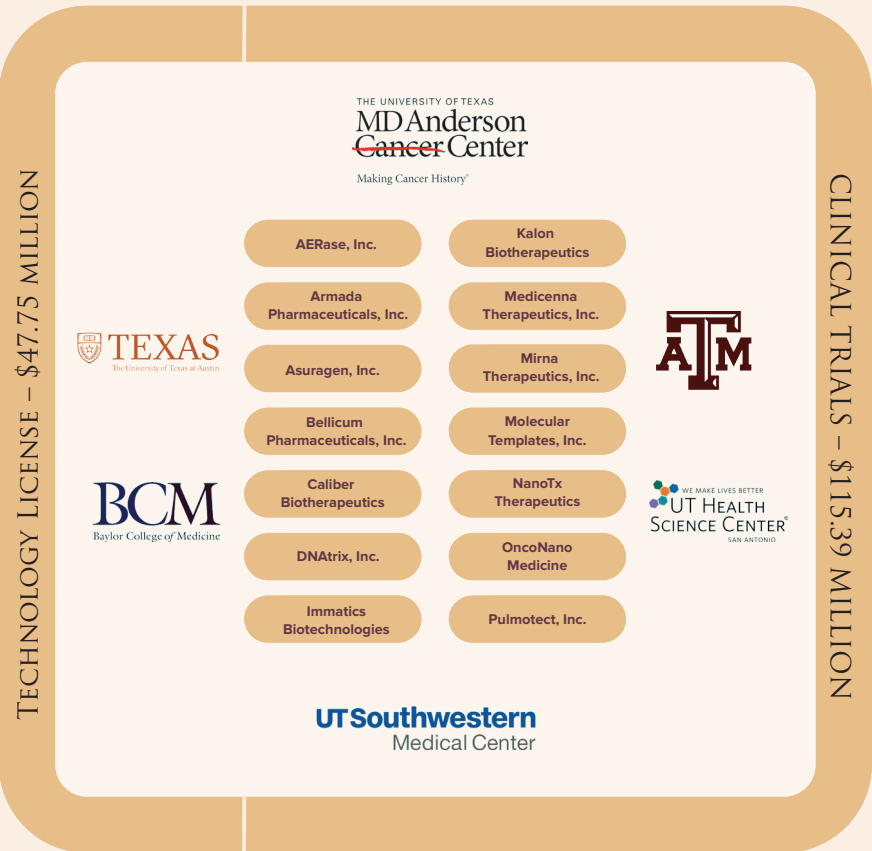 THE UNIVERSITY OF TEXAS
MD Anderson
Cancer Center
Making Cancer History®
TECHNOLOGY LICENSE – $47.75 MILLION
TEXAS
The University of Texas at Austin
BCM
Baylor College of Medicine
AERase, Inc.
Armada
Pharmaceuticals, Inc.
Asuragen, Inc.
Bellicum
Pharmaceuticals, Inc.
Caliber
Biotherapeutics
DNAtrix, Inc.
Immatics
Biotechnologies
Kalon
Biotherapeutics
Medicenna
Therapeutics, Inc.
Mirna
Therapeutics, Inc.
Molecular
Templates, Inc.
NanoTx
Therapeutics
OncoNano
Medicine
Pulmotect, Inc.
ATM
WE MAKE LIVES BETTER
UT HEALTH
SCIENCE CENTER®
SAN ANTONIO
CLINICAL TRIALS – $115.39 MILLION
UT Southwestern
Medical Center